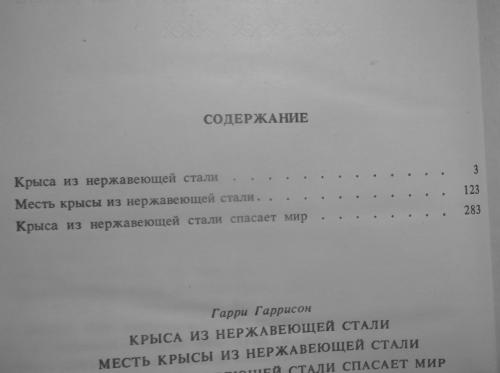 СОДЕРЖАНИЕ
Крыса из нержавеющей стали . . . . . . . . . . . . 3
Месть крысы из нержавеющей стали. . . . . . . . . . 123
Крыса из нержавеющей стали спасает мир . . . . . . . 283
Гарри Гаррисон
КРЫСА ИЗ НЕРЖАВЕЮЩЕЙ СТАЛИ
МЕСТЬ КРЫСЫ ИЗ НЕРЖАВЕЮЩЕЙ СТАЛИ
НЕРЖАВЕЮЩЕЙ СТАЛИ СПАСАЕТ МИР